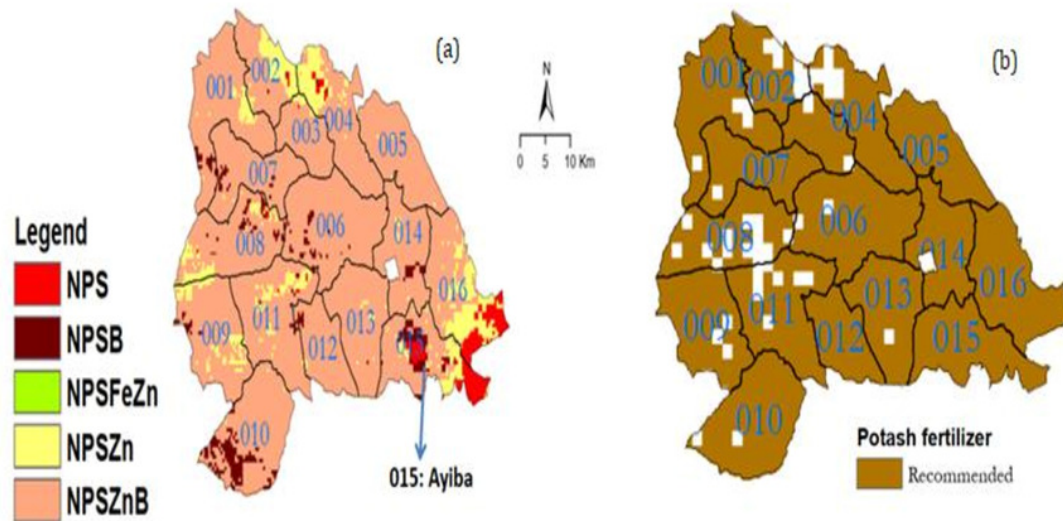 (a)
001
002
003
004
005
007
006
008
014
016
009
011
013
012
015
010
015: Ayiba
N
0 5 10 Km
Legend
NPS
NPSB
NPSFeZn
NPSZn
NPSZnB
(b)
001
002
004
005
007
006
008
014
016
013
009
011
012
015
010
Potash fertilizer
Recommended